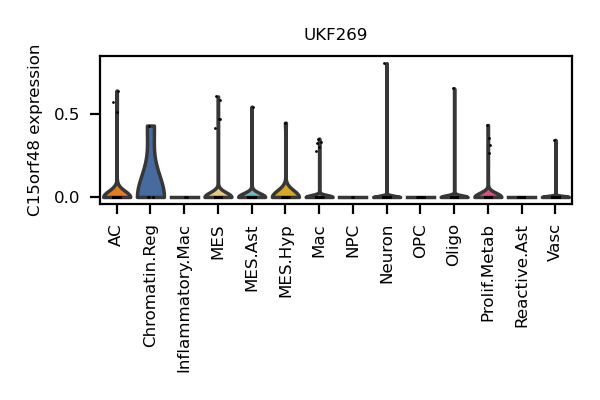 UKF269
C15orf48 expression
0.5
0.0
AC
Chromatin.Reg
Inflammatory.Mac
MES
MES.Ast
MES.Hyp
Mac
NPC
Neuron
OPC
Oligo
Prolif.Metab
Reactive.Ast
Vasc